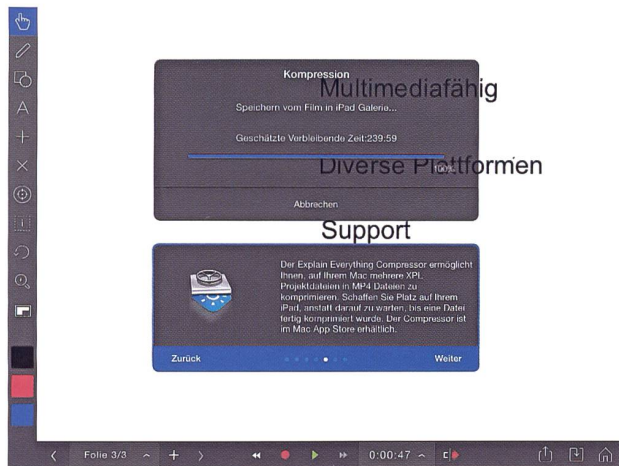 Kompression
Multimediafähig
Speichern vom Film in iPad Galerie...
Geschätzte Verbleibende Zeit:239:59
Diverse Plattformen
100%
Abbrechen
Support
Der Explain Everything Compressor ermöglicht
Ihnen, auf Ihrem Mac mehrere XPL
Projektdateien in MP4 Dateien zu
komprimieren. Schaffen Sie Platz auf Ihrem
iPad, anstatt darauf zu warten, bis eine Datei
fertig komprimiert wurde. Der Compressor ist
im Mac App Store erhältlich.
Zurück
Weiter
Folie 3/3
0:00:47